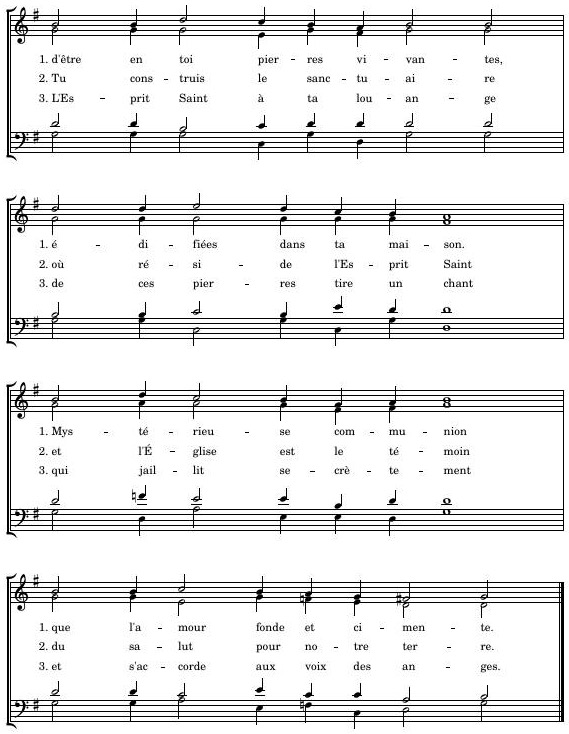 1. d'être en toi pier – res vi – van – tes,
2. Tu cons – truis le sanc – tu – ai – re
3. L'Es – prit Saint à ta lou – an – ge
1. é – di – fiées dans ta mai – son.
2. où ré – si – de l'Es – prit Saint
3. de ces pier – res tire un chant
1. Mys – té – rieu – se com – mu – nion
2. et l'É – glise est le té – moin
3. qui jail – lit se – crè – te – ment
1. que l'a – mour fonde et ci – men – te.
2. du sa – lut pour no – tre ter – re.
3. et s'ac – corde aux voix des an – ges.